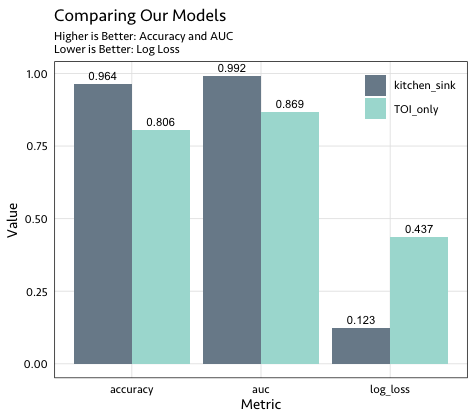 Comparing Our Models
Higher is Better: Accuracy and AUC
Lower is Better: Log Loss
1.00
0.75
0.50
0.25
0.00
Value
0.964
0.806
0.992
0.869
0.123
0.437
kitchen_sink
TOI_only
accuracy
auc
log_loss
Metric